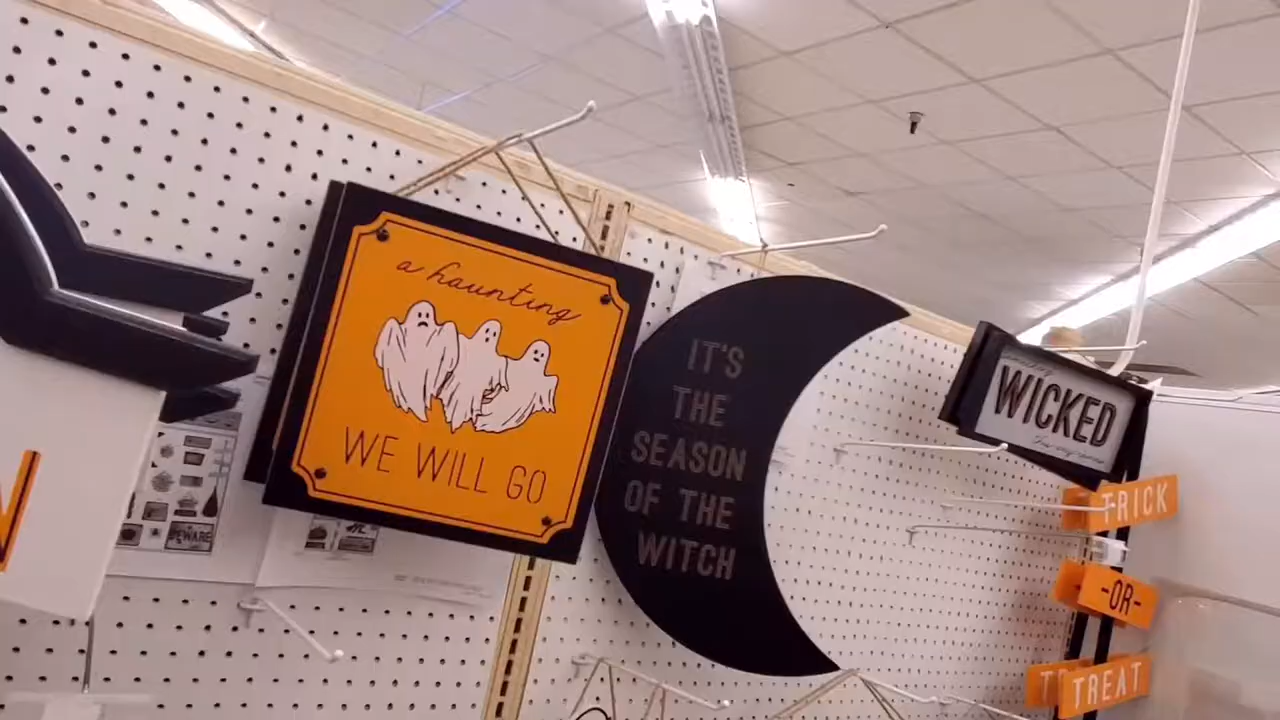 a haunting
WE WILL GO
IT'S
THE
SEASON
OF THE
WITCH
WICKED
TRICK
-OR-
TREAT
BEWARE